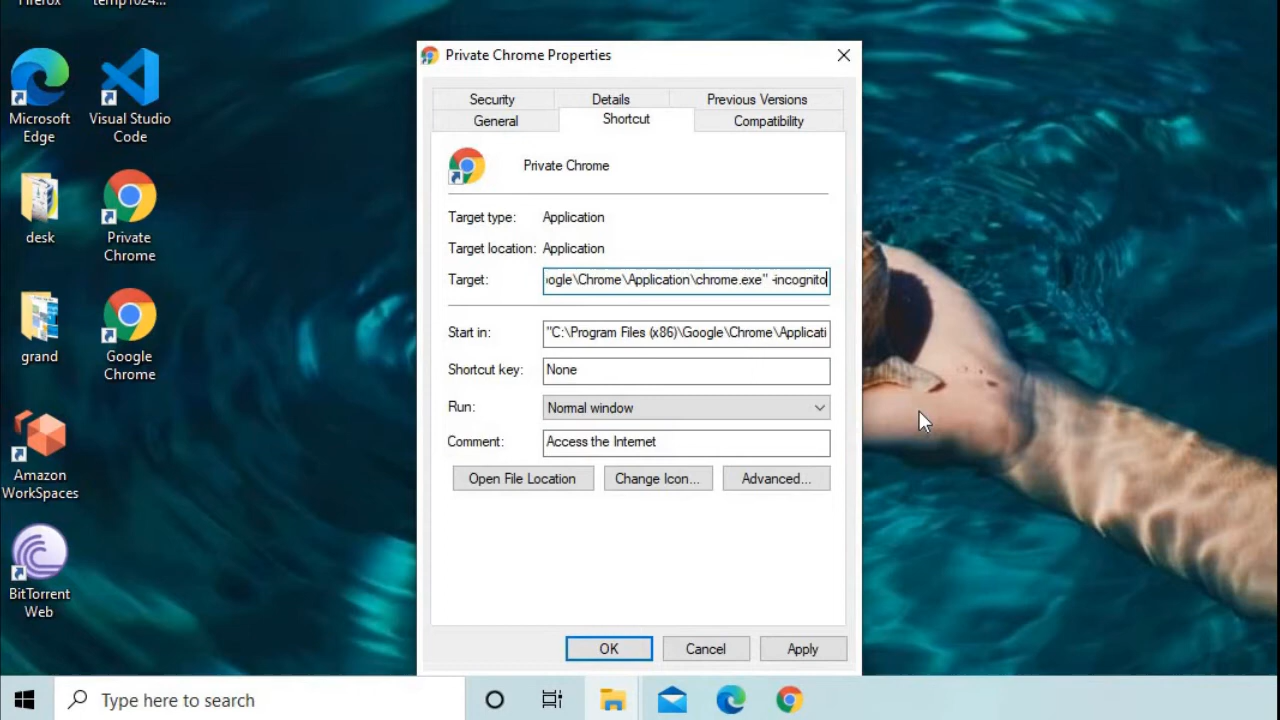 Firefox
temp1024...
Microsoft
Edge
Visual Studio
Code
desk
Private
Chrome
grand
Google
Chrome
Amazon
WorkSpaces
BitTorrent
Web
Private Chrome Properties
Security
Details
Previous Versions
General
Shortcut
Compatibility
Private Chrome
Target type: Application
Target location: Application
Target: ogle\Chrome\Application\chrome.exe" -incognito
Start in: "C:\Program Files (x86)\Google\Chrome\Applicati
Shortcut key: None
Run: Normal window
Comment: Access the Internet
Open File Location
Change Icon...
Advanced...
OK
Cancel
Apply
Type here to search